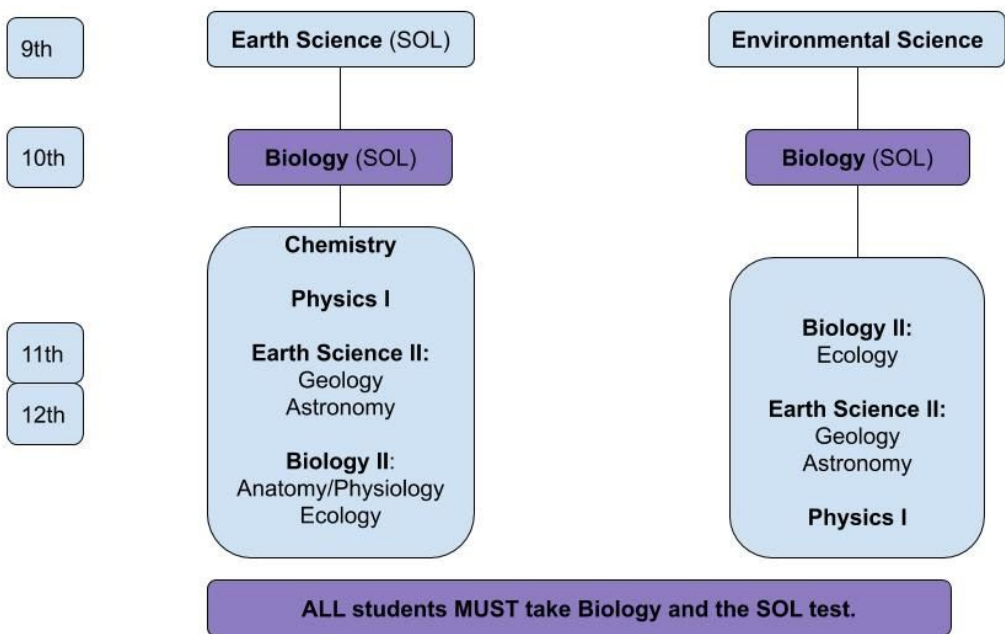 9th
Earth Science (SOL)
Environmental Science
10th
Biology (SOL)
Biology (SOL)
11th
12th
Chemistry
Physics I
Earth Science II:
Geology
Astronomy
Biology II:
Anatomy/Physiology
Ecology
Biology II:
Ecology
Earth Science II:
Geology
Astronomy
Physics I
ALL students MUST take Biology and the SOL test.